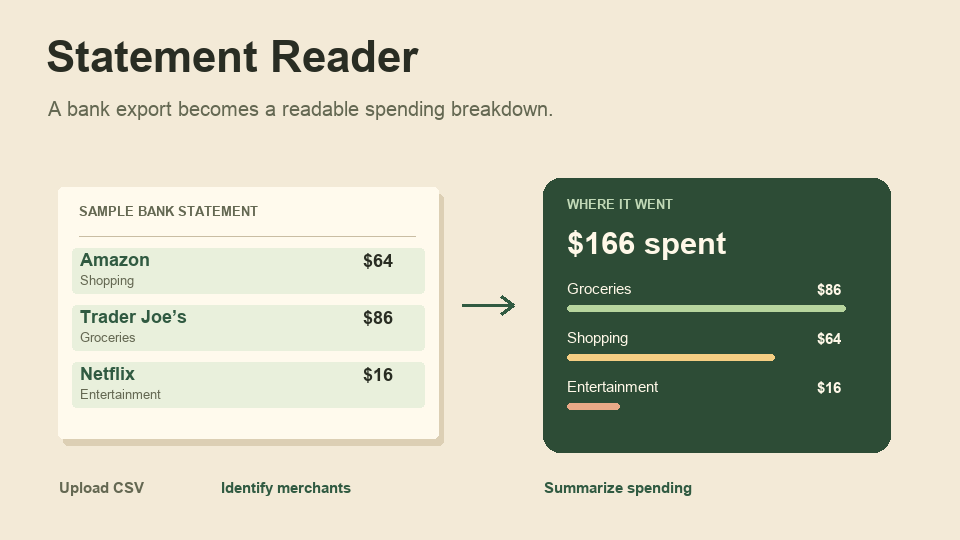 Statement Reader
A bank export becomes a readable spending breakdown.
SAMPLE BANK STATEMENT
Amazon $64
Shopping
Trader Joe’s $86
Groceries
Netflix $16
Entertainment
WHERE IT WENT
$166 spent
Groceries $86
Shopping $64
Entertainment $16
Upload CSV Identify merchants Summarize spending